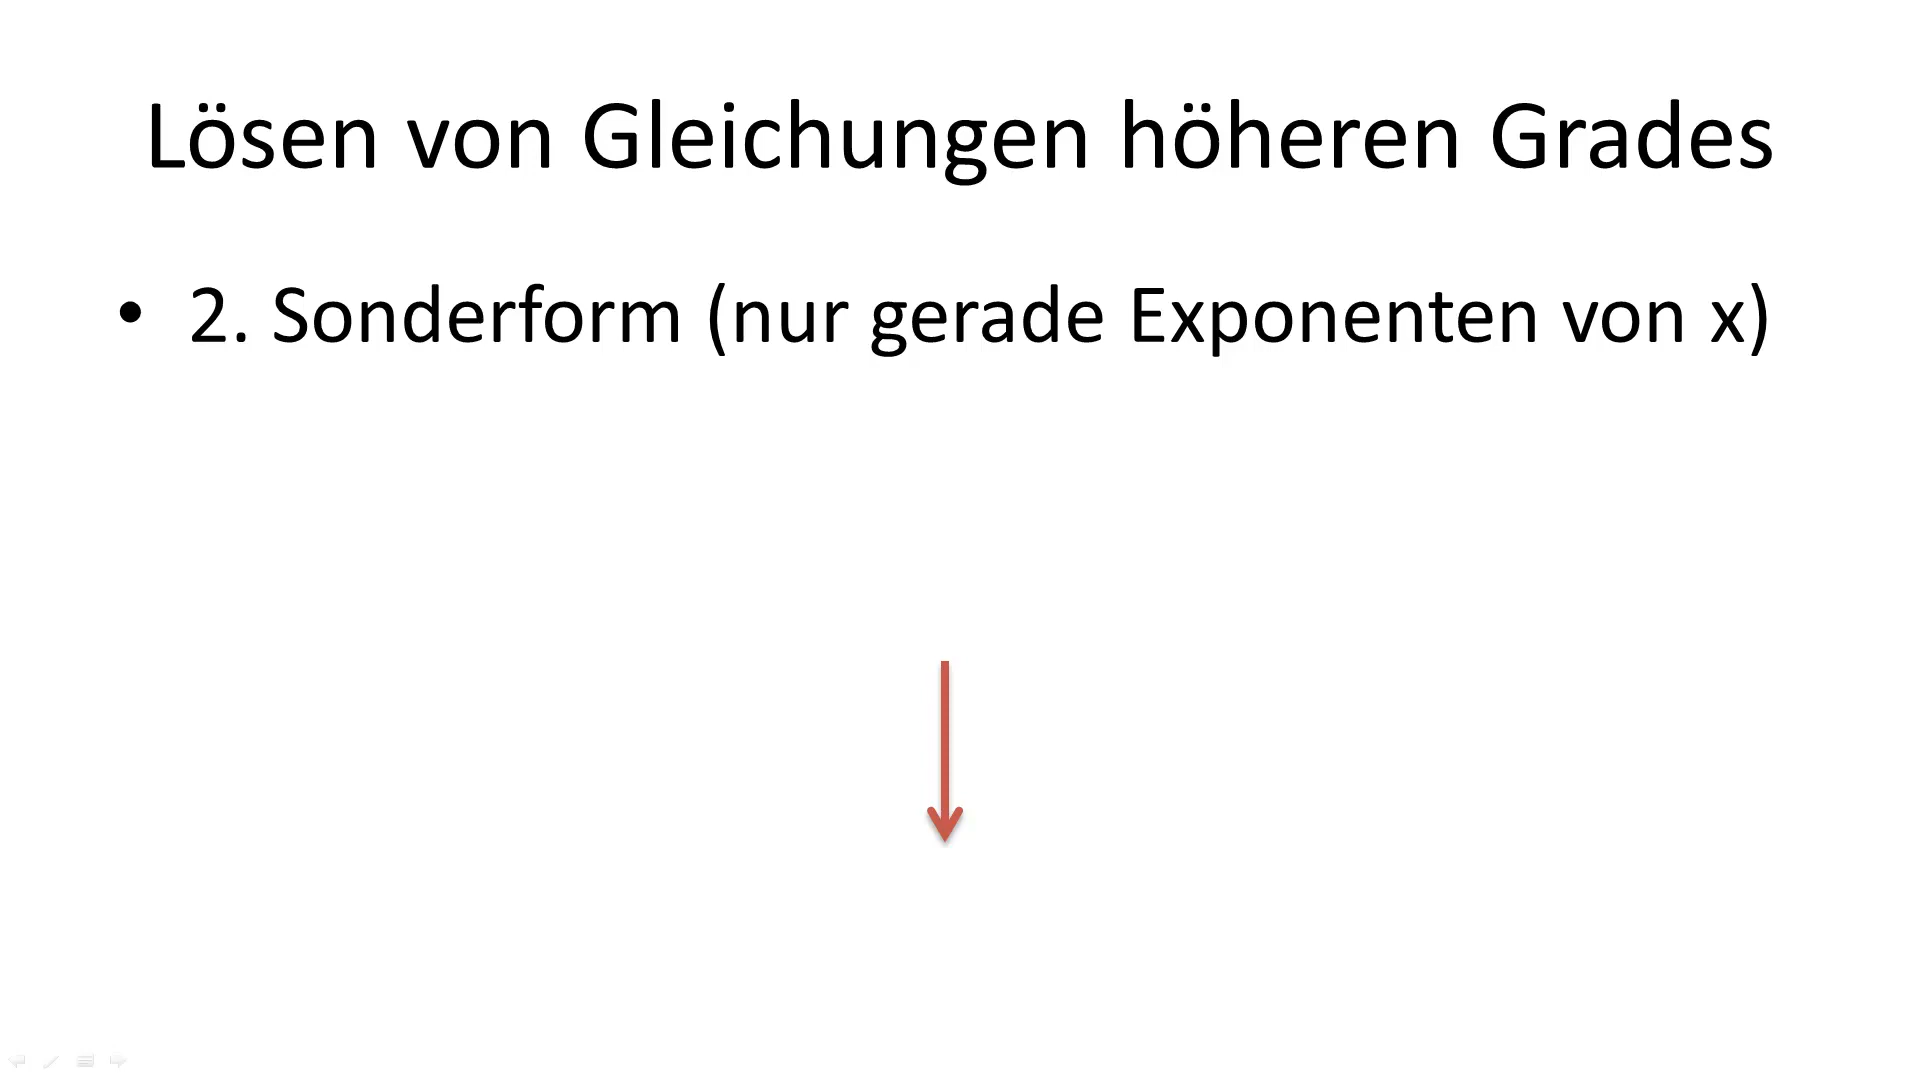 Lösen von Gleichungen höheren Grades
• 2. Sonderform (nur gerade Exponenten von x)